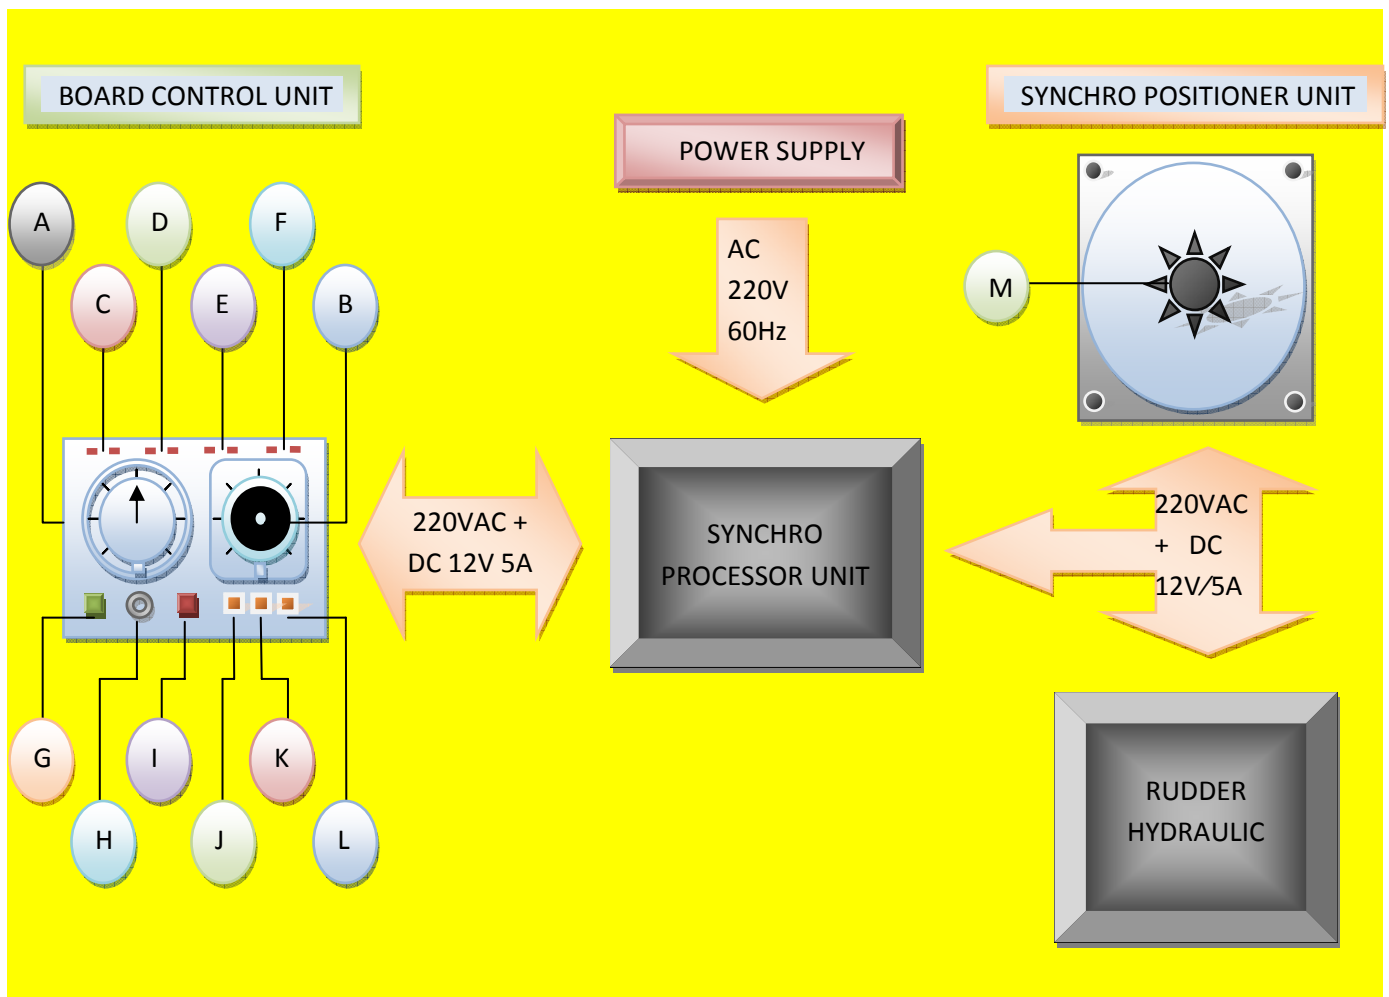 BOARD CONTROL UNIT
SYNCHRO POSITIONER UNIT
POWER SUPPLY
A
D
F
C
E
B
AC
220V
60Hz
M
220VAC +
DC 12V 5A
SYNCHRO
PROCESSOR UNIT
220VAC
+ DC
12V/5A
G
I
K
H
J
L
RUDDER
HYDRAULIC